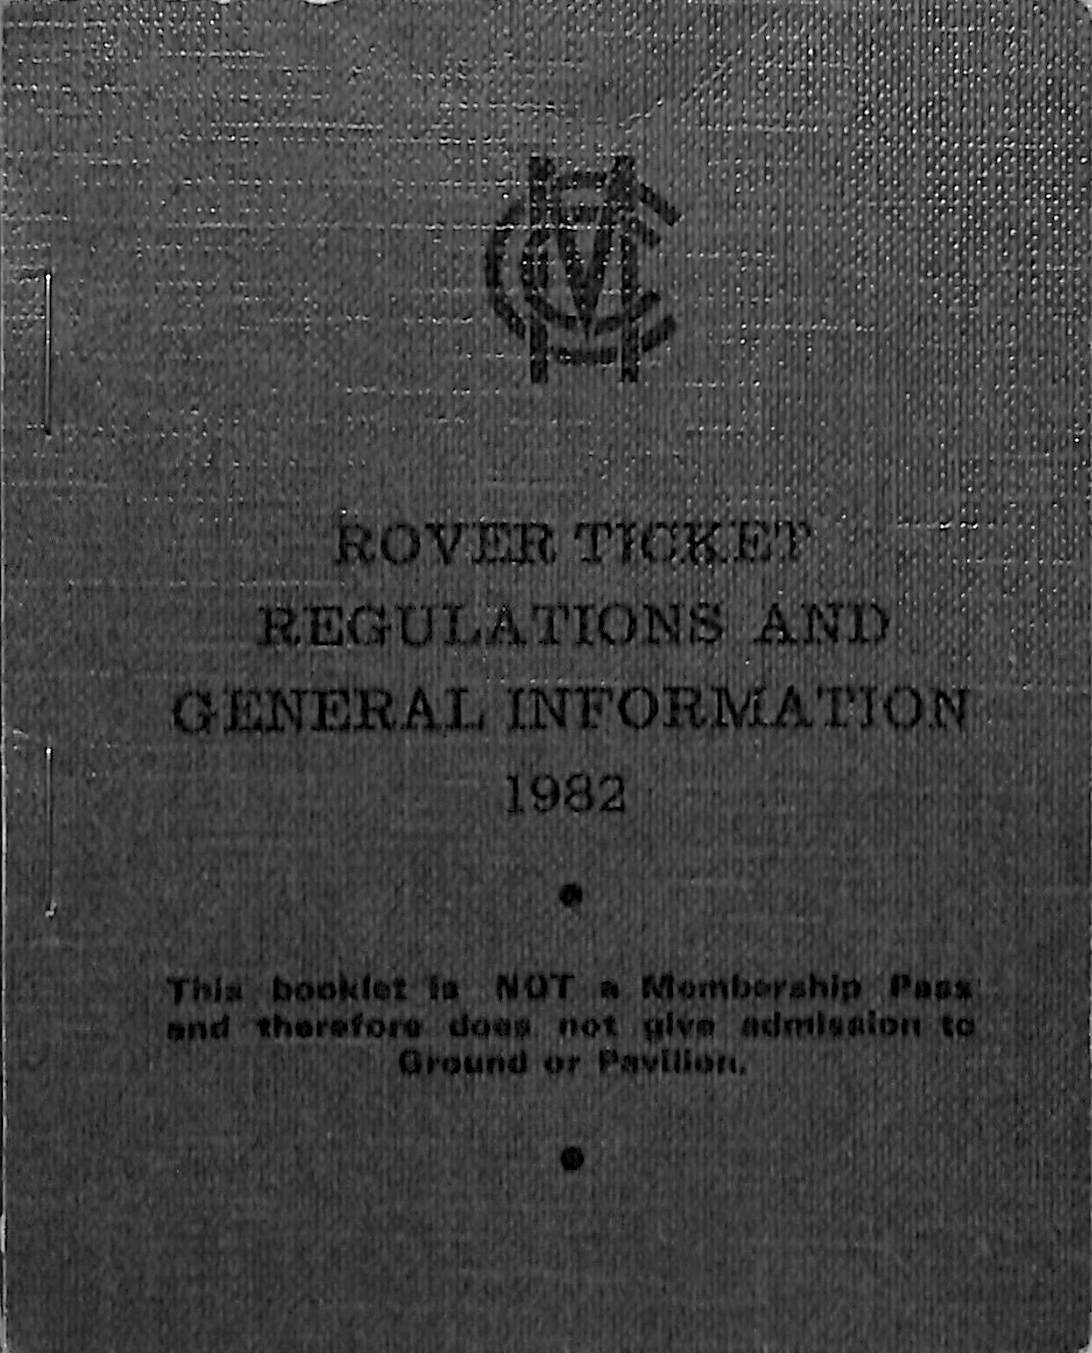 MCC
ROVER TICKET
REGULATIONS AND
GENERAL INFORMATION
1982
This booklet is NOT a Membership Pass
and therefore does not give admission to
Ground or Pavilion.